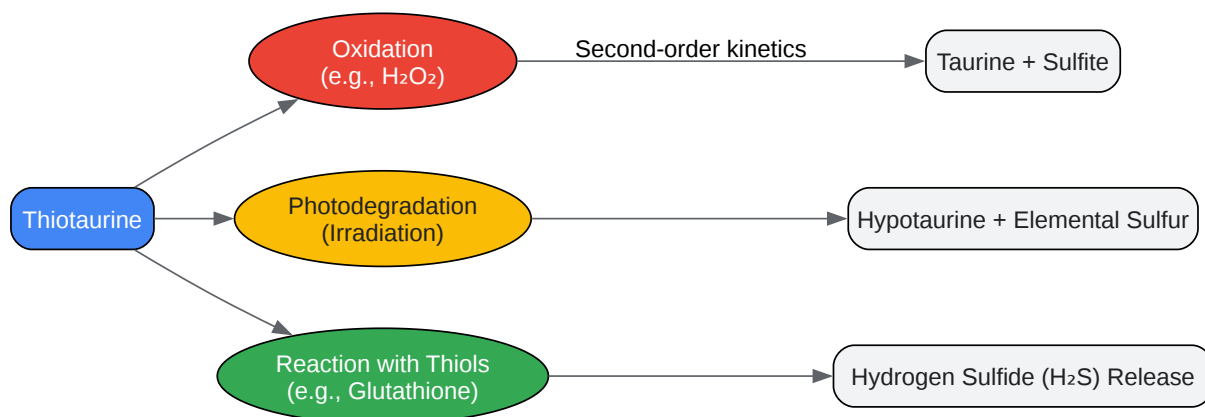 Oxidation
(e.g., H₂O₂)
Second-order kinetics
Taurine + Sulfite
Thiotaurine
Photodegradation
(Irradiation)
Hypotaurine + Elemental Sulfur
Reaction with Thiols
(e.g., Glutathione)
Hydrogen Sulfide (H₂S) Release